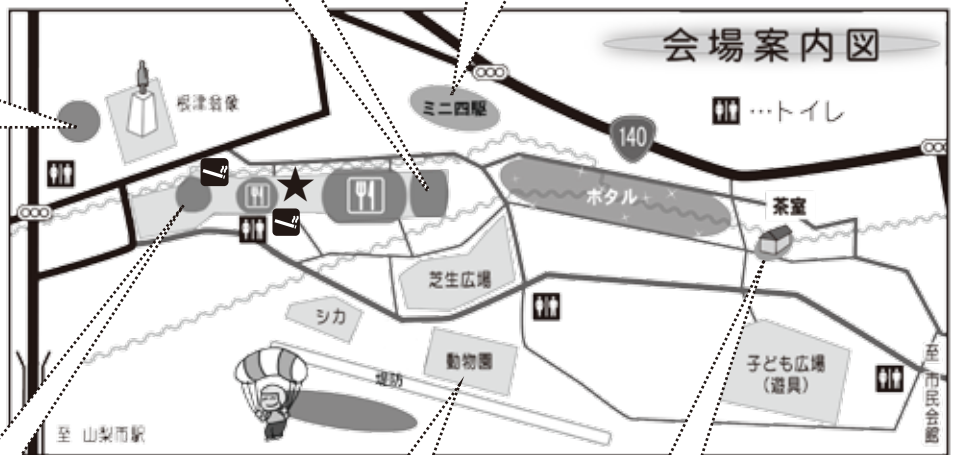 会場案内図
…トイレ
根津翁像
ミニ四駆
140
ホタル
茶室
芝生広場
シカ
動物園
堤防
子ども広場
(遊具)
至 山梨市駅
至 市民会館